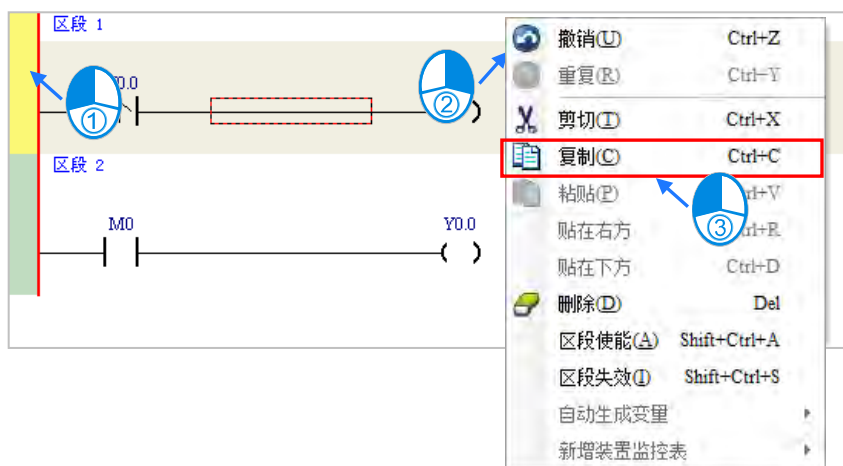 区段 1
0.0
①
②
区段 2
M0
Y0.0
撤销(U) Ctrl+Z
重复(R) Ctrl+Y
剪切(T) Ctrl+X
复制(C) Ctrl+C
粘贴(P) rl+V
③
贴在右方 rl+R
贴在下方 Ctrl+D
删除(D) Del
区段使能(A) Shift+Ctrl+A
区段失效(I) Shift+Ctrl+S
自动生成变量
新增装置监控表